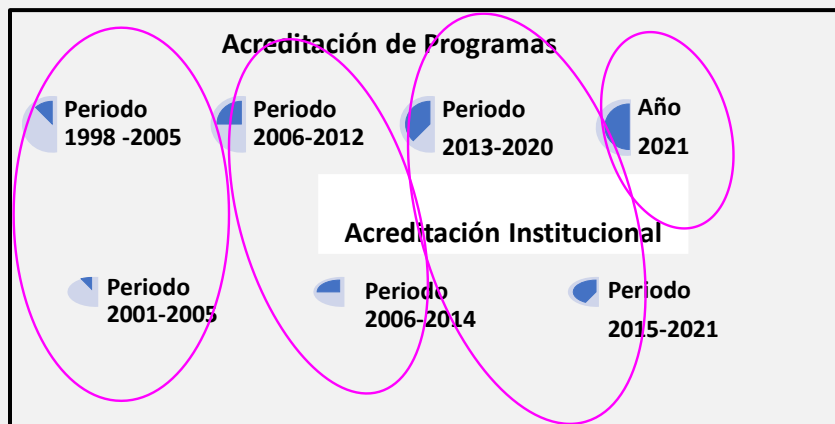 Acreditación de Programas
Periodo
1998 -2005
Periodo
2006-2012
Periodo
2013-2020
Año
2021
Acreditación Institucional
Periodo
2001-2005
Periodo
2006-2014
Periodo
2015-2021